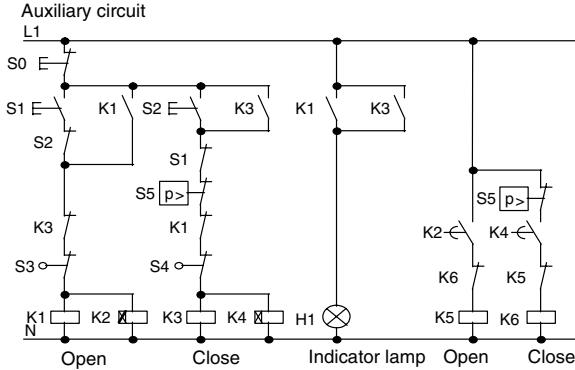 Auxiliary circuit
L1
S0
S1 K1 S2 K3 K1 K3
S2 S1
S5 p> S5 p>
K3 K1 K2 K4
S3 S4 K6 K5
K1 K2 K3 K4 H1 K5 K6
N
Open Close Indicator lamp Open Close